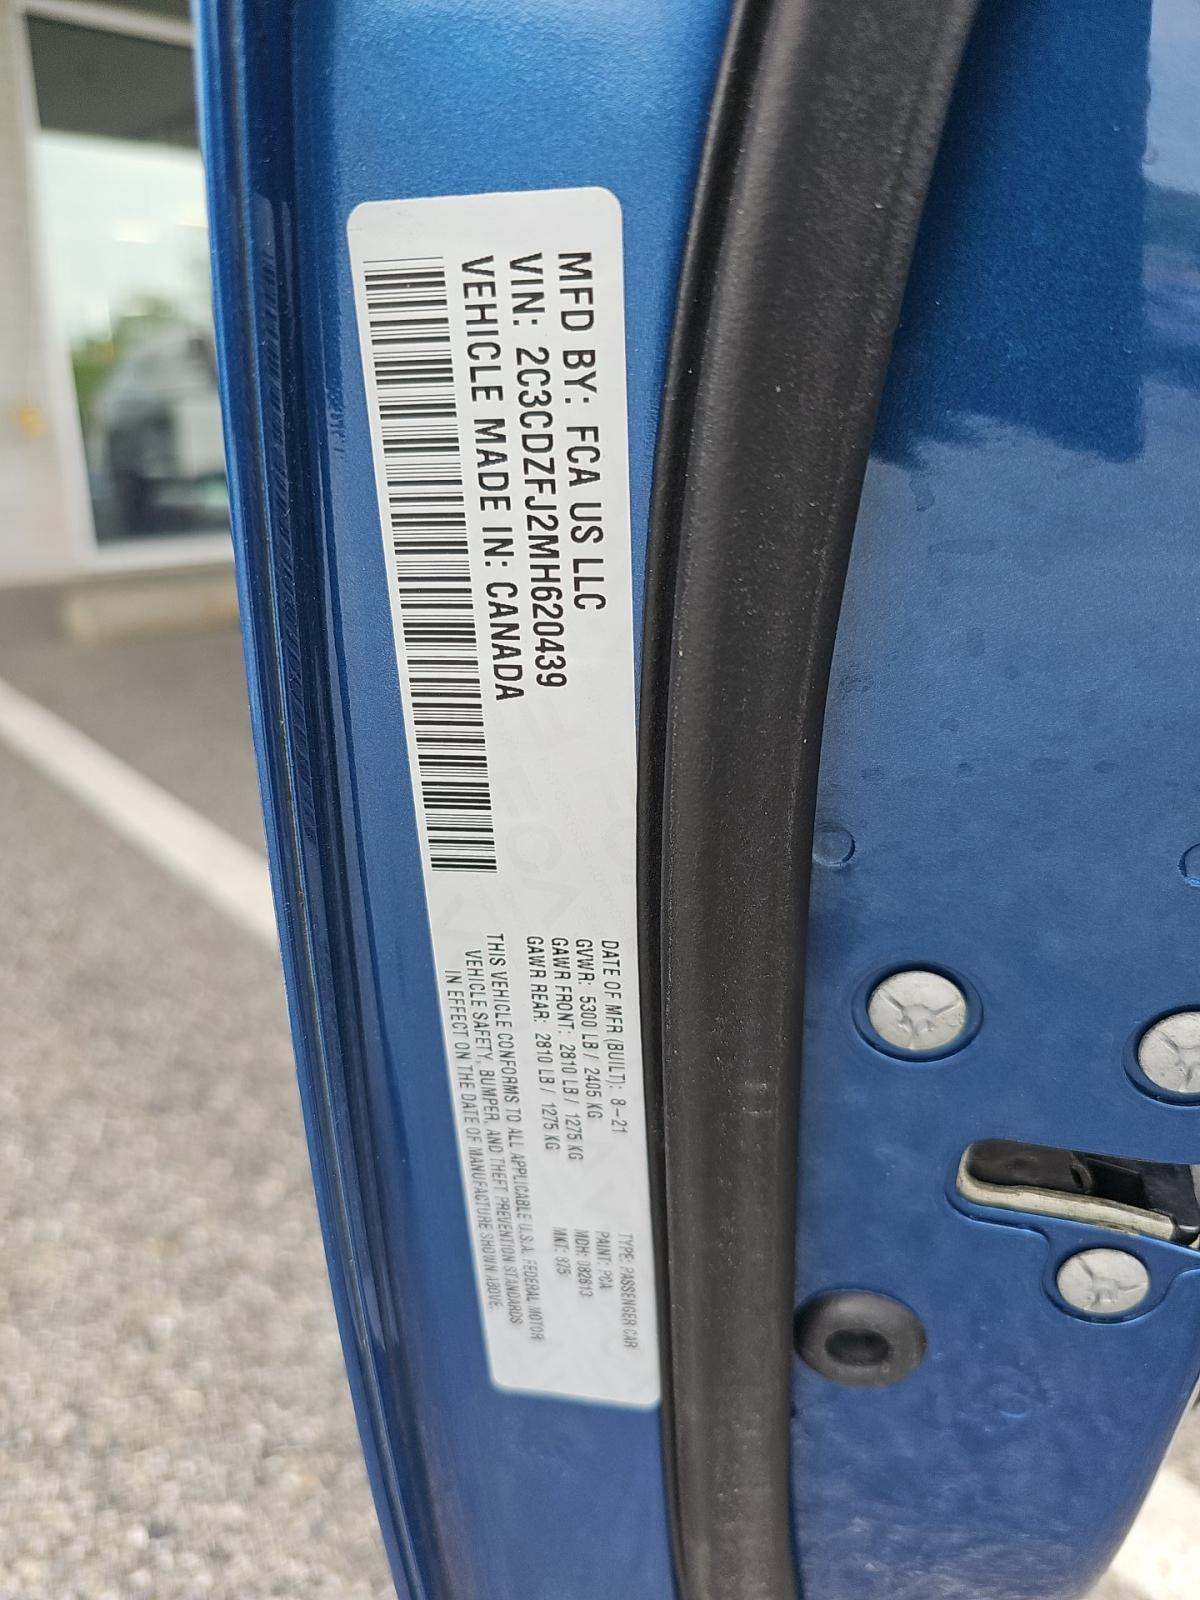 MFD BY: FCA US LLC
VIN: 2C3CDZFJ2MH620439
VEHICLE MADE IN: CANADA
DATE OF MFR (BUILT): 8-21
GVWR: 5300 LB / 2405 KG
GAWR FRONT: 2810 LB / 1275 KG
GAWR REAR: 2810 LB / 1275 KG
TYPE: PASSENGER CAR
PAINT:
MDH: 082613
MKT:
THIS VEHICLE CONFORMS TO ALL APPLICABLE U.S.A. FEDERAL MOTOR
VEHICLE SAFETY, BUMPER, AND THEFT PREVENTION STANDARDS
IN EFFECT ON THE DATE OF MANUFACTURE SHOWN ABOVE.